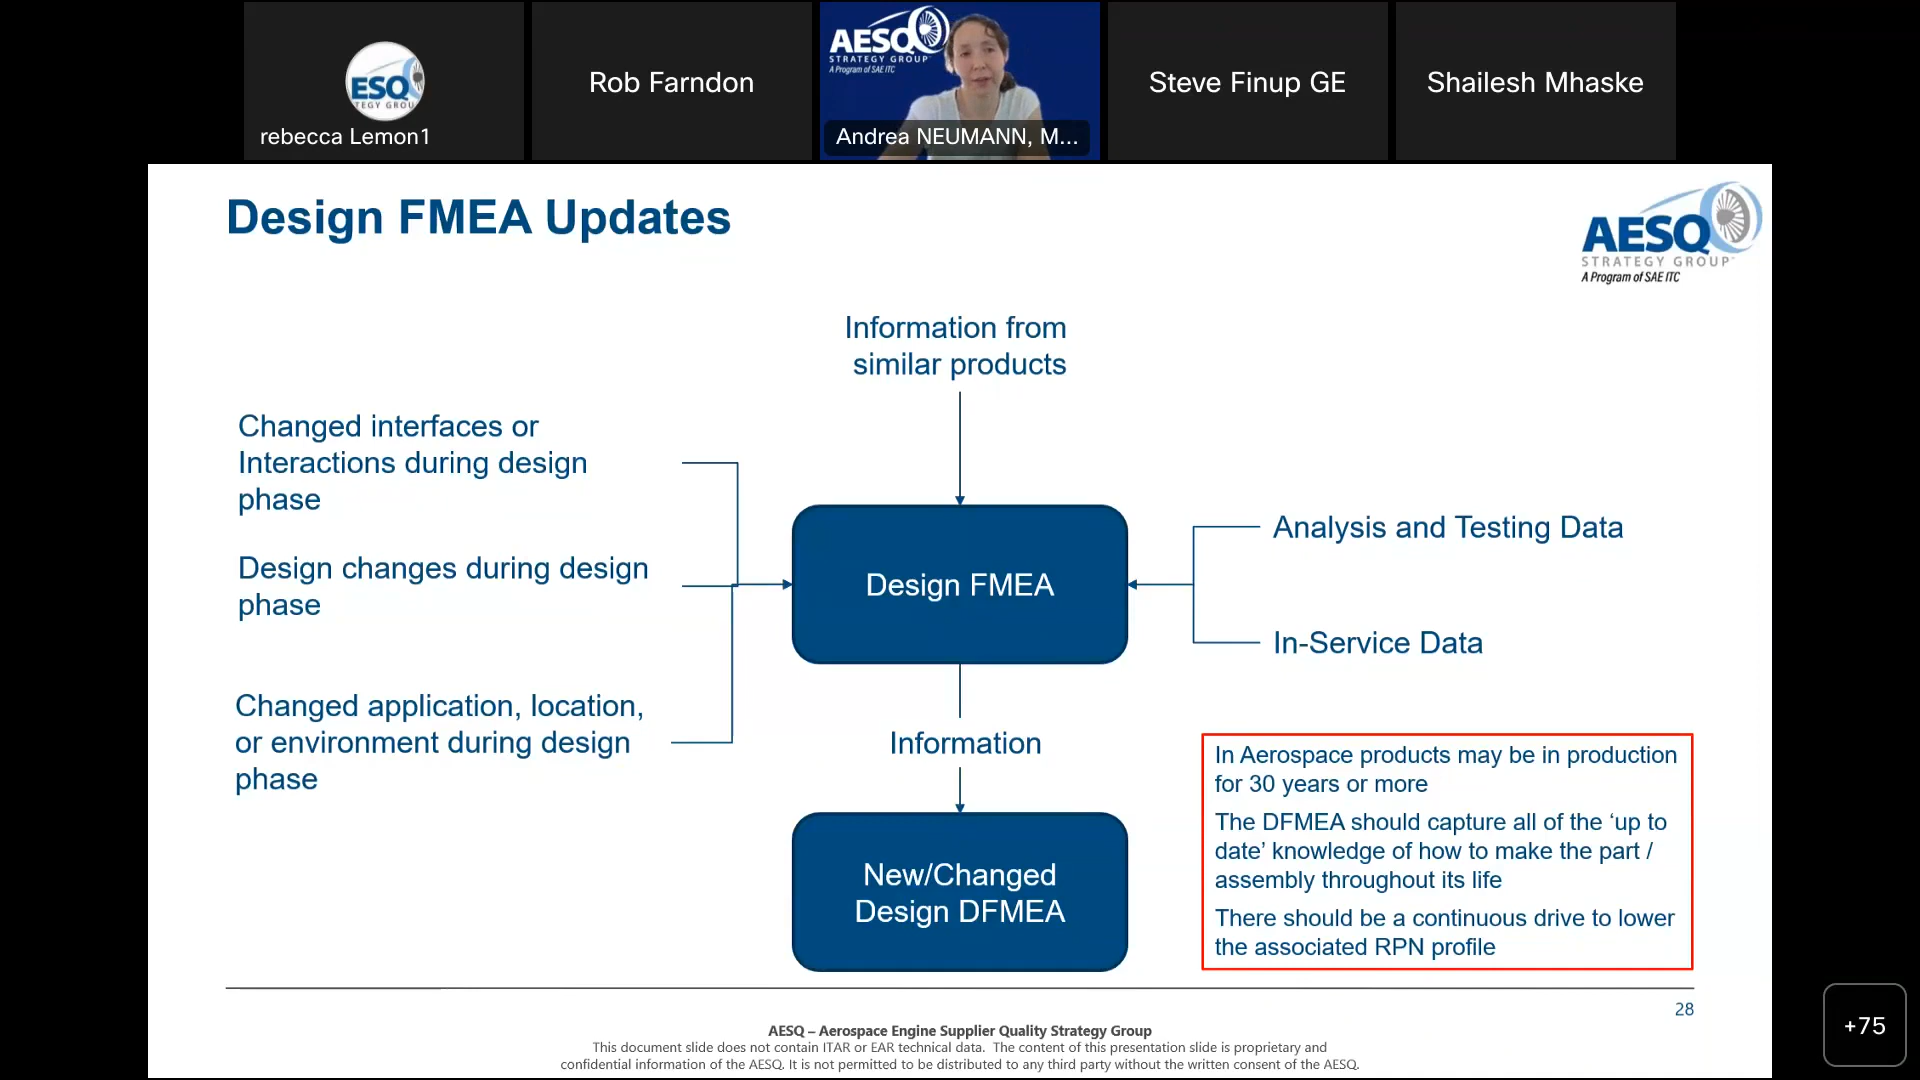 ESQ
TEGY GROU
rebecca Lemon1
Rob Farndon
AESQ
STRATEGY GROUP
A Program of SAE ITC
Andrea NEUMANN, M...
Steve Finup GE
Shailesh Mhaske
Design FMEA Updates
AESQ
STRATEGY GROUP
A Program of SAE ITC
Information from
similar products
Changed interfaces or
Interactions during design
phase
Design changes during design
phase
Changed application, location,
or environment during design
phase
Design FMEA
Analysis and Testing Data
In-Service Data
Information
New/Changed
Design DFMEA
In Aerospace products may be in production
for 30 years or more
The DFMEA should capture all of the ‘up to
date’ knowledge of how to make the part /
assembly throughout its life
There should be a continuous drive to lower
the associated RPN profile
28
AESQ – Aerospace Engine Supplier Quality Strategy Group
This document slide does not contain ITAR or EAR technical data. The content of this presentation slide is proprietary and
confidential information of the AESQ. It is not permitted to be distributed to any third party without the written consent of the AESQ.
+75